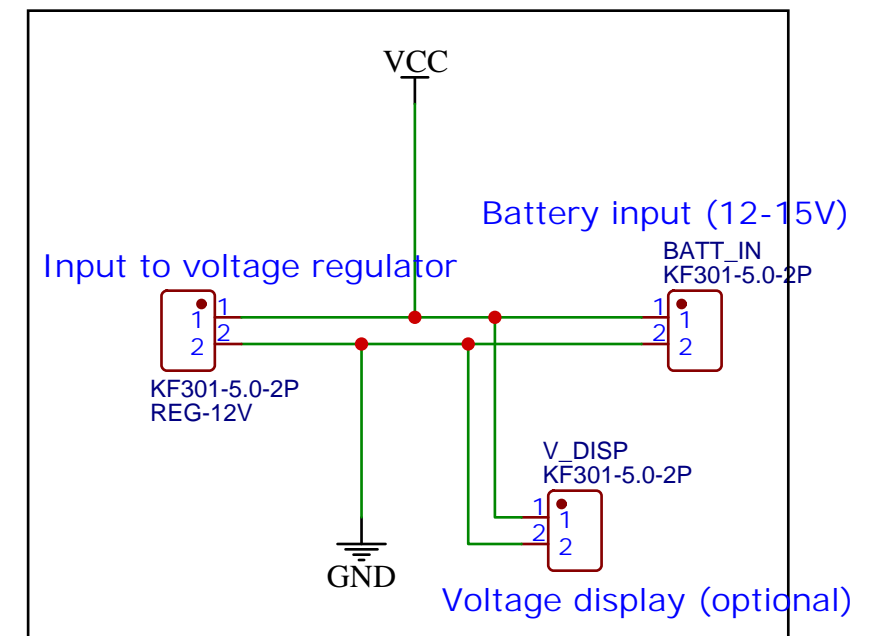 VCC
Battery input (12-15V)
BATT_IN
KF301-5.0-2P
Input to voltage regulator
1
1
2
2
1
1
2
2
KF301-5.0-2P
REG-12V
V_DISP
KF301-5.0-2P
1
1
2
2
GND
Voltage display (optional)